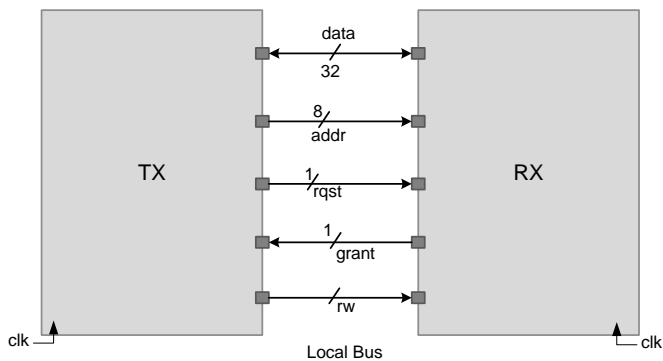 data
32
8
addr
TX
RX
1
rqst
1
grant
rw
clk
clk
Local Bus